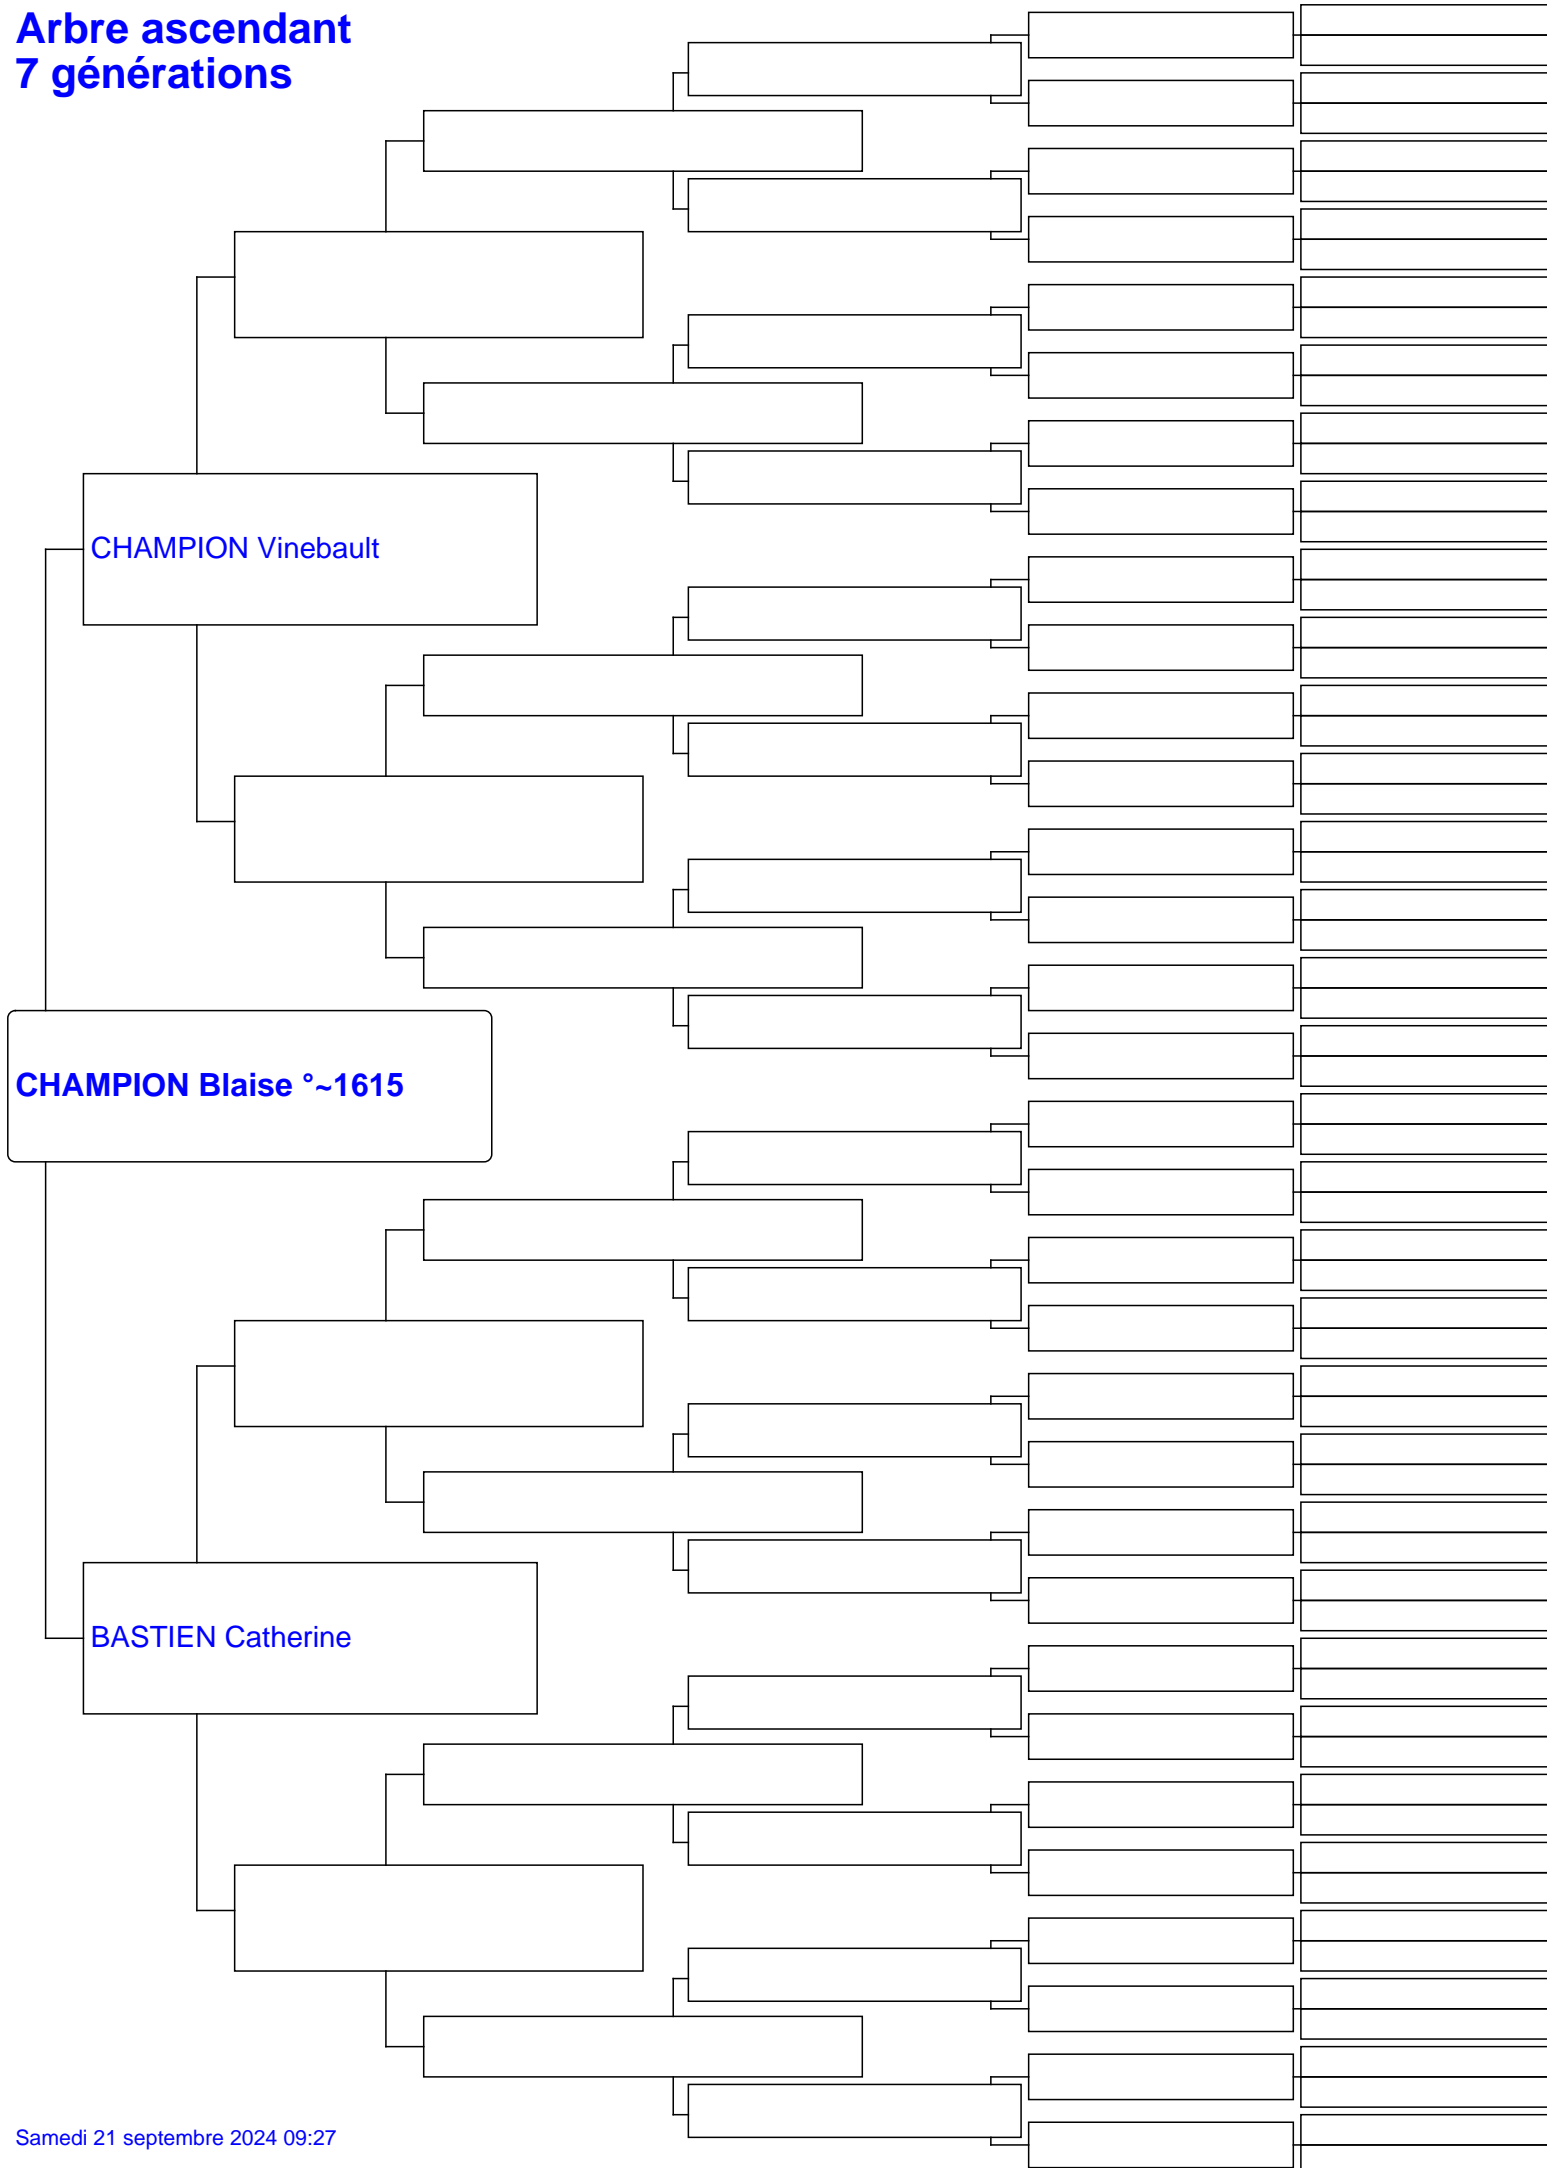 Arbre ascendant
7 générations
CHAMPION Vinebault
CHAMPION Blaise °~1615
BASTIEN Catherine
Samedi 21 septembre 2024 09:27